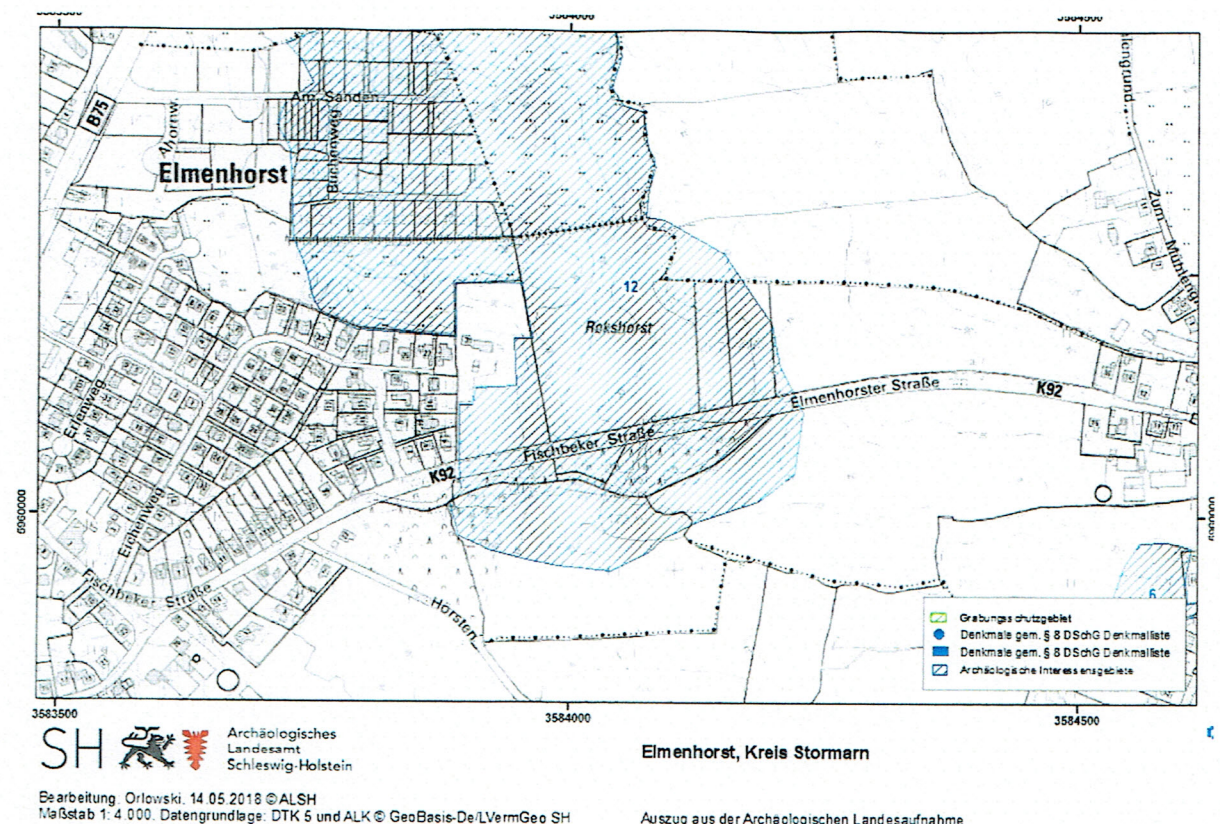 3584000
3584500
lengrund
B75
Am Sanden
Ahornw.
Buchenweg
Elmenhorst
Zum Mühlengr
12
Rokshorst
Elmenhorster Straße
K92
Fischbeker Straße
K92
Erlenweg
Eichenweg
5960000
Fischbeker Straße
Horsten
6
Grabungsschutzgebiet
Denkmale gem. § 8 DSchG Denkmalliste
Denkmale gem. § 8 DSchG Denkmalliste
Archäologische Interessensgebiete
3583500
3584000
3584500
SH
Archäologisches
Landesamt
Schleswig-Holstein
Elmenhorst, Kreis Stormarn
Bearbeitung. Orlowski. 14.05.2018 ©ALSH
Maßstab 1: 4.000. Datengrundlage: DTK 5 und ALK © GeoBasis-De/LVermGeo SH
Auszug aus der Archäologischen Landesaufnahme